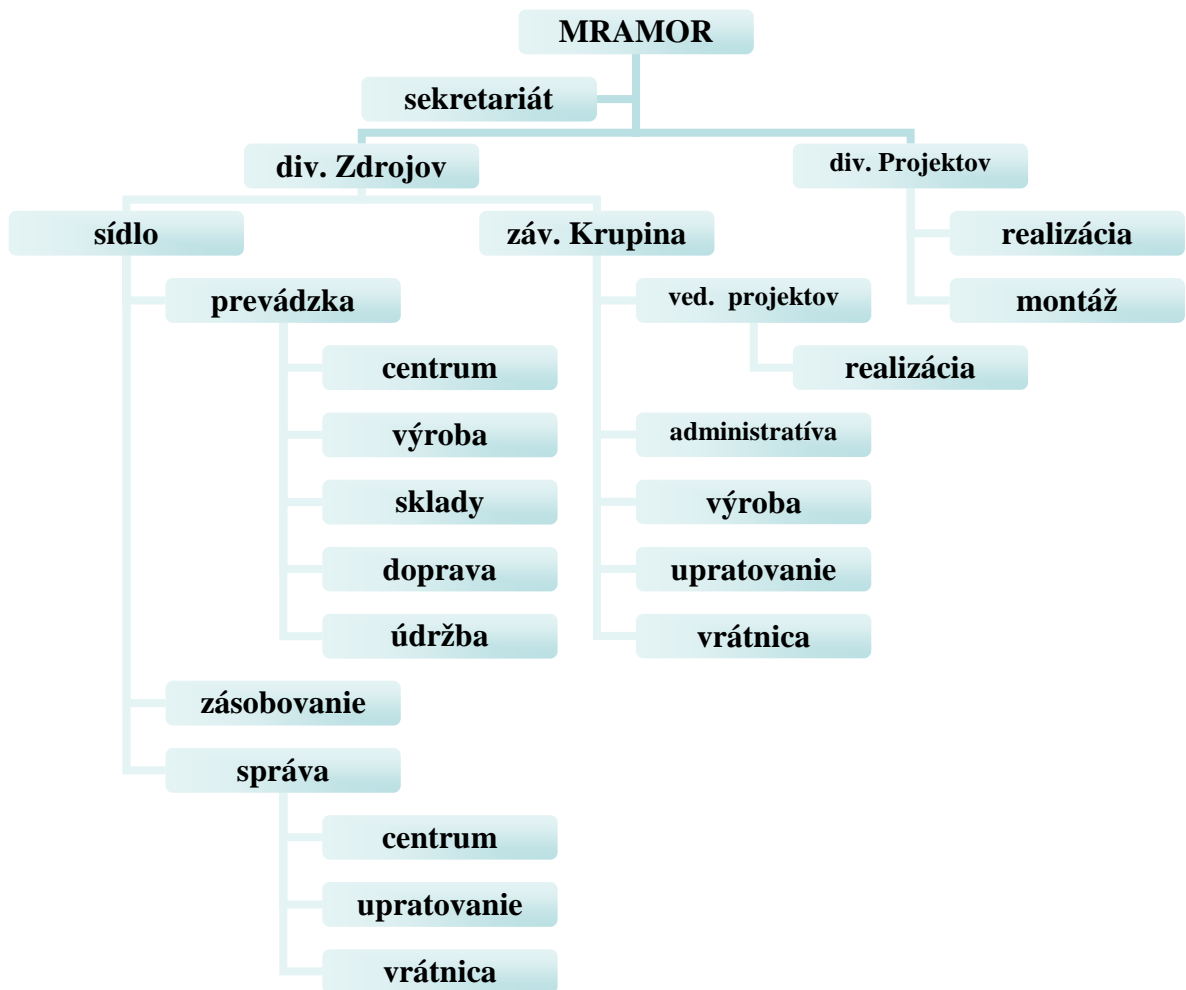 MRAMOR
sekretariát
div. Zdrojov
div. Projektov
sídlo
záv. Krupina
realizácia
prevádzka
ved. projektov
montáž
centrum
realizácia
výroba
administratíva
sklady
výroba
doprava
upratovanie
údržba
vrátnica
zásobovanie
správa
centrum
upratovanie
vrátnica